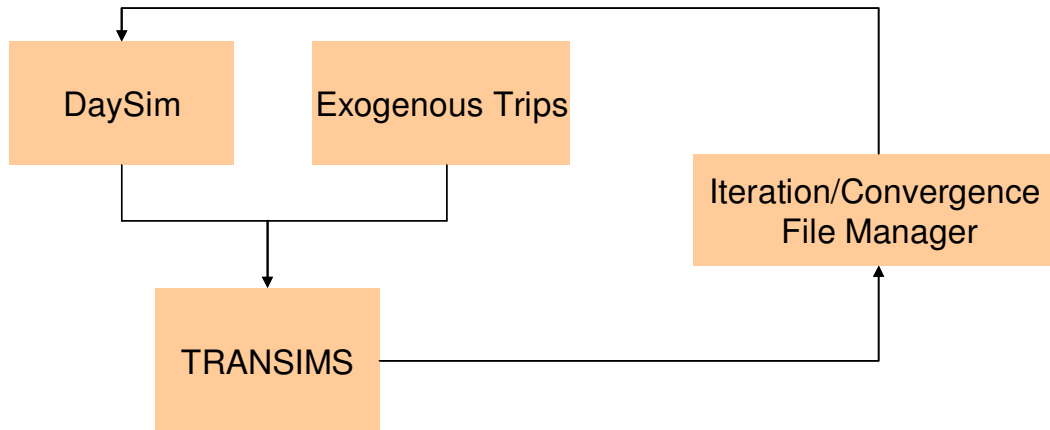 DaySim
Exogenous Trips
Iteration/Convergence
File Manager
TRANSIMS